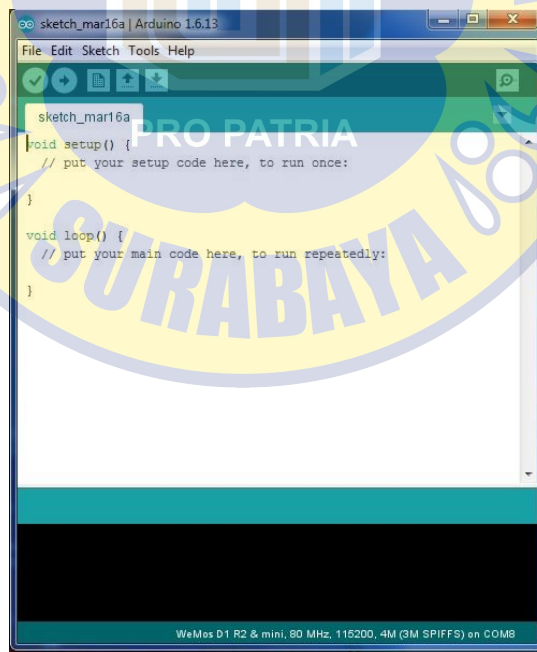 sketch_mar16a | Arduino 1.6.13
File Edit Sketch Tools Help
sketch_mar16a
PRO PATRIA
void setup() {
// put your setup code here, to run once:
}
void loop() {
// put your main code here, to run repeatedly:
}
SURABAYA
WeMos D1 R2 & mini, 80 MHz, 115200, 4M (3M SPIFFS) on COM8